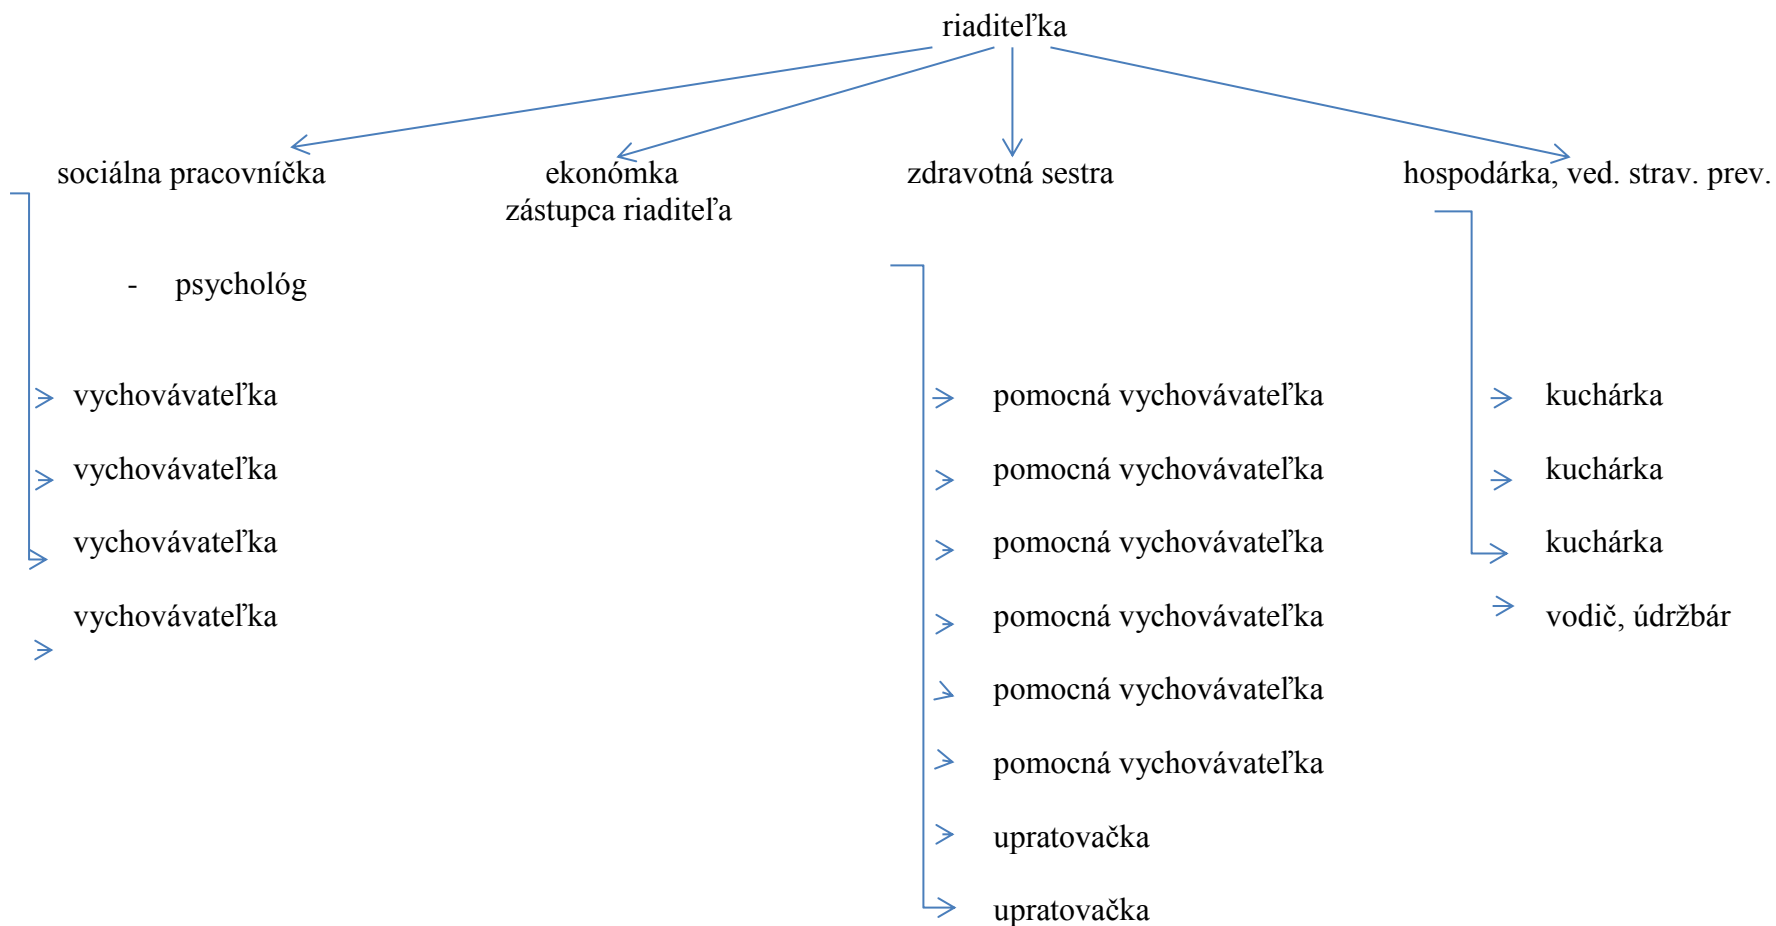 riaditeľka
sociálna pracovníčka
ekonómka
zdravotná sestra
hospodárka, ved. strav. prev.
zástupca riaditeľa
- psychológ
vychovávateľka
pomocná vychovávateľka
kuchárka
vychovávateľka
pomocná vychovávateľka
kuchárka
vychovávateľka
pomocná vychovávateľka
kuchárka
vychovávateľka
pomocná vychovávateľka
vodič, údržbár
pomocná vychovávateľka
pomocná vychovávateľka
upratovačka
upratovačka